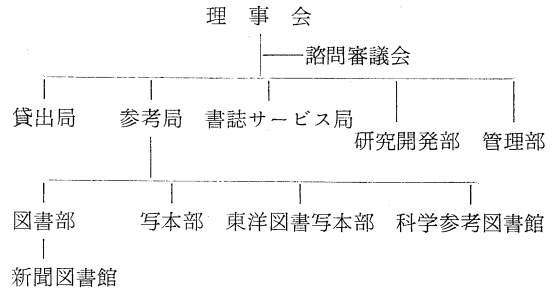 理事会
諮問審議会
貸出局 参考局 書誌サービス局
研究開発部 管理部
図書部 写本部 東洋図書写本部 科学参考図書館
新聞図書館